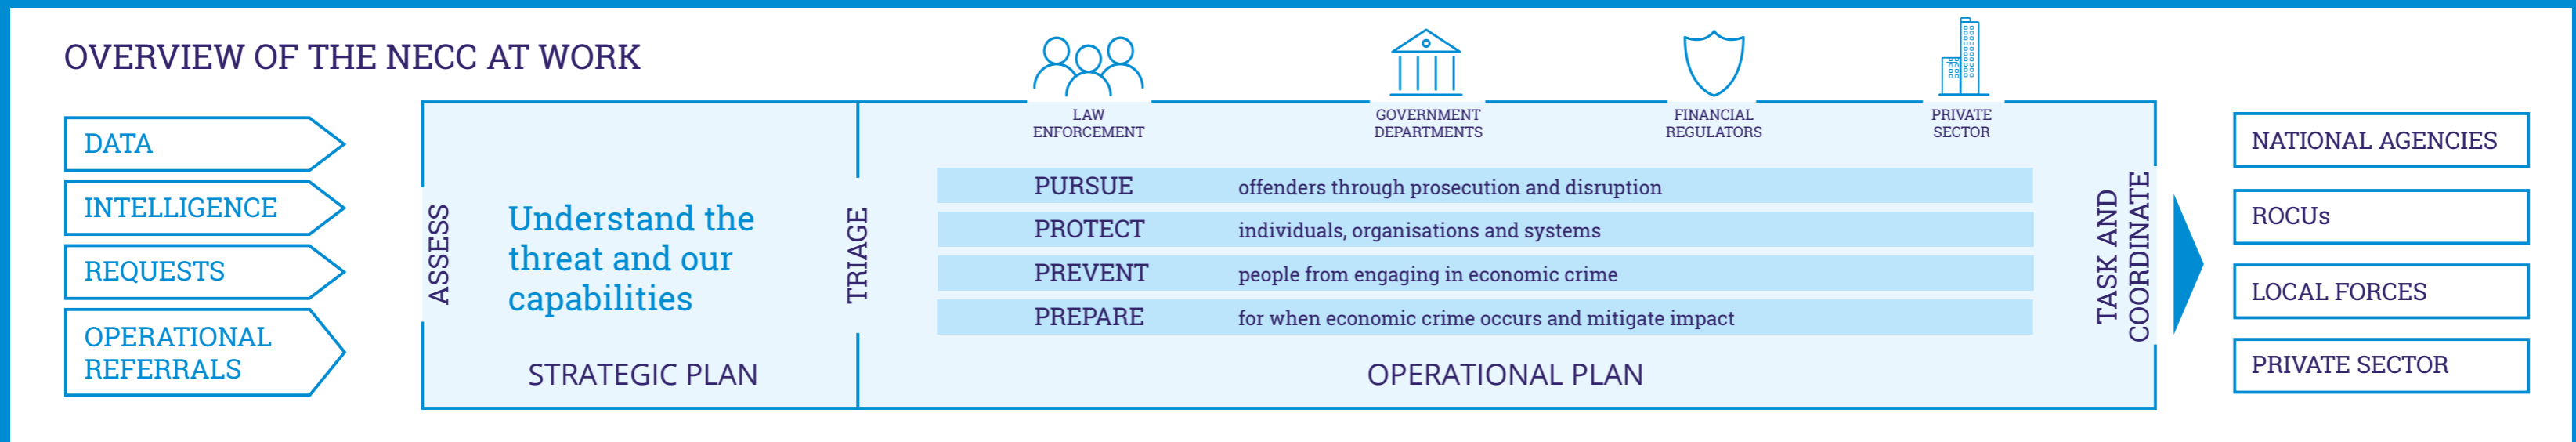 OVERVIEW OF THE NECC AT WORK
DATA
INTELLIGENCE
REQUESTS
OPERATIONAL
REFERRALS
ASSESS
Understand the
threat and our
capabilities
STRATEGIC PLAN
TRIAGE
LAW
ENFORCEMENT
GOVERNMENT
DEPARTMENTS
FINANCIAL
REGULATORS
PRIVATE
SECTOR
PURSUE offenders through prosecution and disruption
PROTECT individuals, organisations and systems
PREVENT people from engaging in economic crime
PREPARE for when economic crime occurs and mitigate impact
OPERATIONAL PLAN
TASK AND
COORDINATE
NATIONAL AGENCIES
ROCUs
LOCAL FORCES
PRIVATE SECTOR